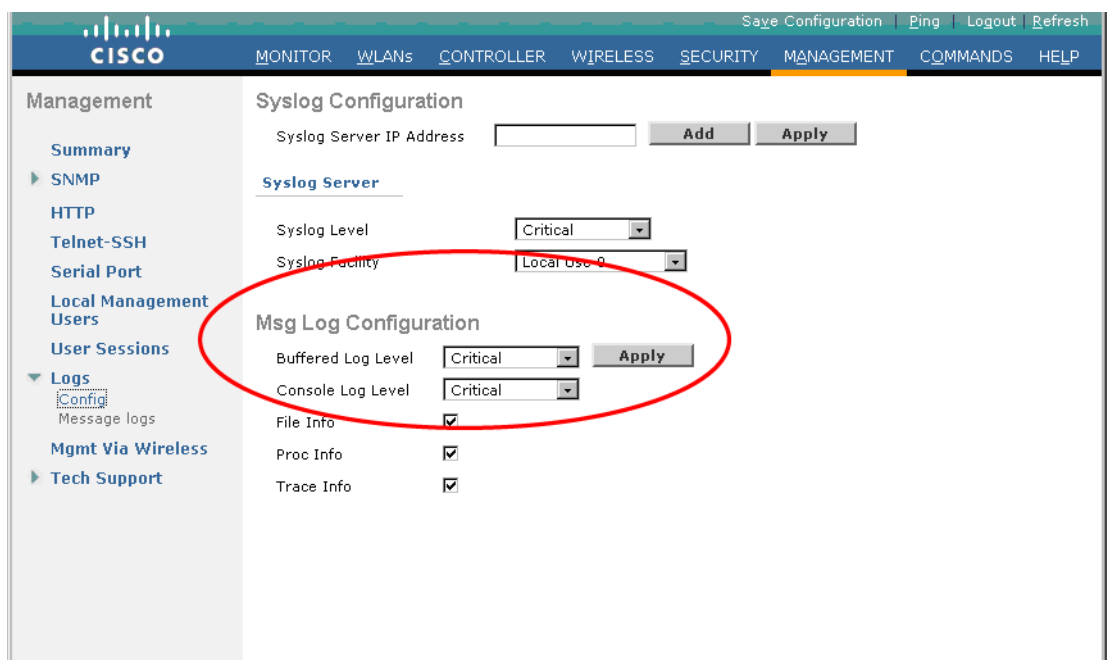 Save Configuration | Ping | Logout | Refresh
CISCO
MONITOR WLANs CONTROLLER WIRELESS SECURITY MANAGEMENT COMMANDS HELP
Management
Summary
SNMP
HTTP
Telnet-SSH
Serial Port
Local Management
Users
User Sessions
Logs
Config
Message logs
Mgmt Via Wireless
Tech Support
Syslog Configuration
Syslog Server IP Address Add Apply
Syslog Server
Syslog Level Critical
Syslog Facility Local Use 0
Msg Log Configuration
Buffered Log Level Critical Apply
Console Log Level Critical
File Info
Proc Info
Trace Info